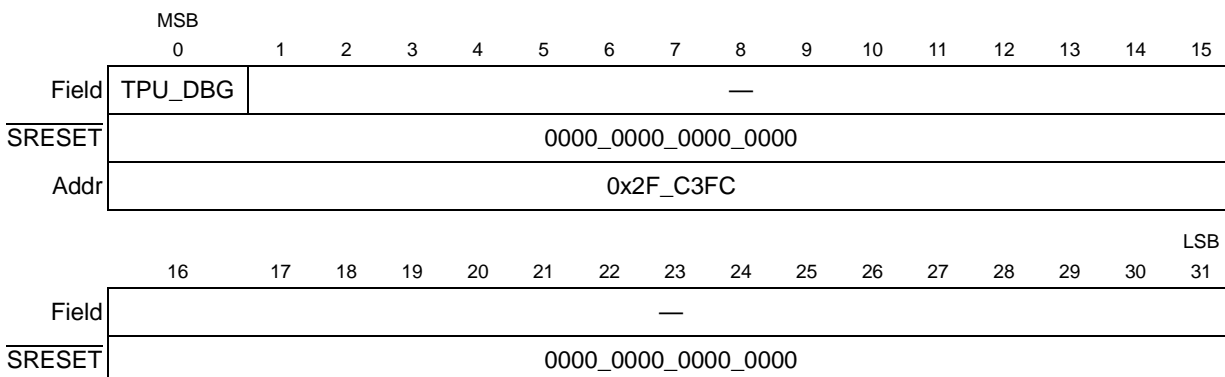 MSB
0 1 2 3 4 5 6 7 8 9 10 11 12 13 14 15
Field TPU_DBG —
SRESET 0000_0000_0000_0000
Addr 0x2F_C3FC
LSB
16 17 18 19 20 21 22 23 24 25 26 27 28 29 30 31
Field —
SRESET 0000_0000_0000_0000